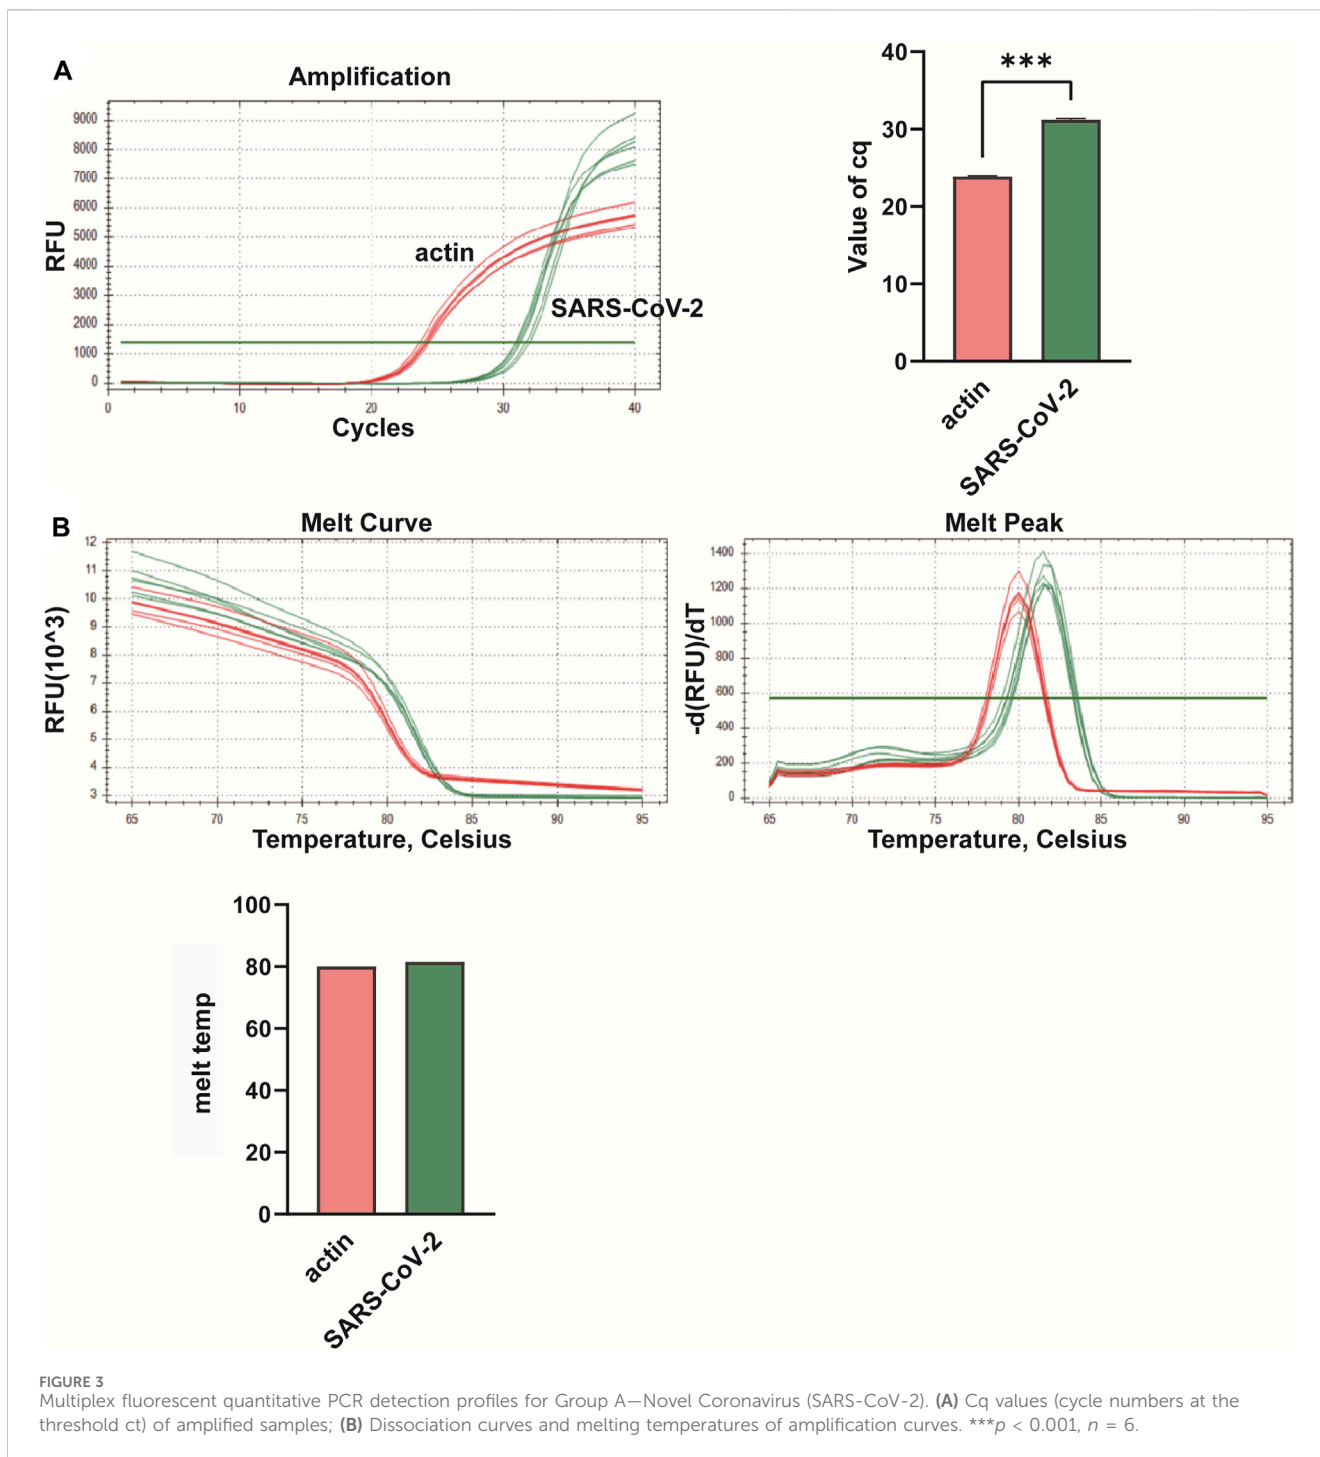 A
Amplification
RFU
9000
8000
7000
6000
5000
4000
3000
2000
1000
0
actin
SARS-CoV-2
0 10 20 30 40
Cycles
***
Value of cq
40
30
20
10
0
actin
SARS-CoV-2
B
Melt Curve
RFU(10^3)
12
11
10
9
8
7
6
5
4
3
65 70 75 80 85 90 95
Temperature, Celsius
Melt Peak
-d(RFU)/dT
1400
1200
1000
800
600
400
200
0
65 70 75 80 85 90 95
Temperature, Celsius
melt temp
100
80
60
40
20
0
actin
SARS-CoV-2
FIGURE 3
Multiplex fluorescent quantitative PCR detection profiles for Group A—Novel Coronavirus (SARS-CoV-2). (A) Cq values (cycle numbers at the
threshold ct) of amplified samples; (B) Dissociation curves and melting temperatures of amplification curves. ***p < 0.001, n = 6.